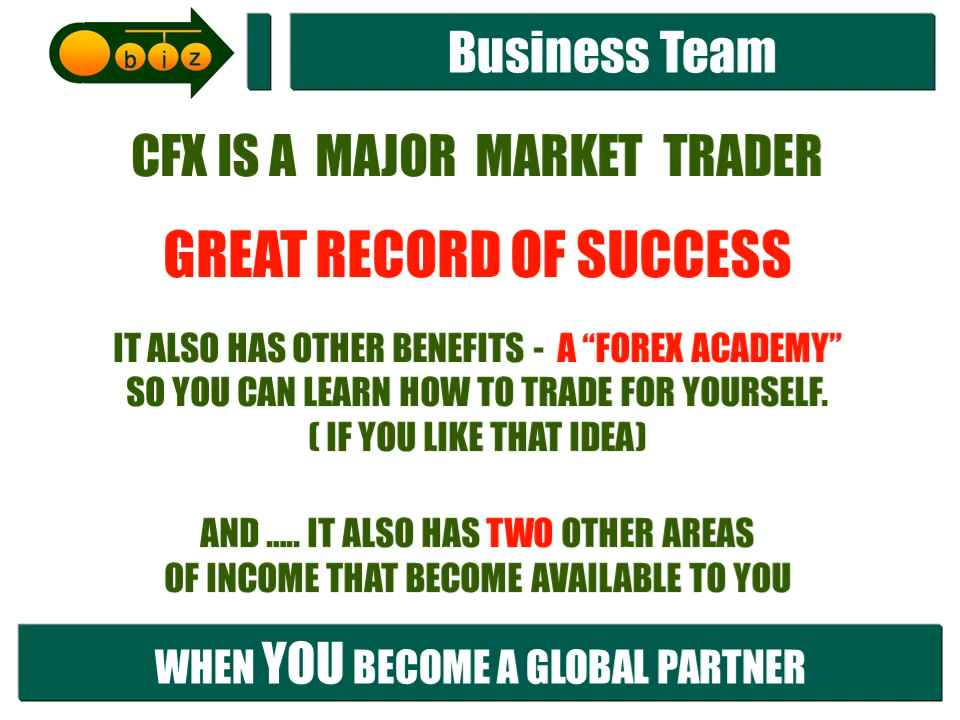 biz
Business Team
CFX IS A MAJOR MARKET TRADER
GREAT RECORD OF SUCCESS
IT ALSO HAS OTHER BENEFITS - A “FOREX ACADEMY”
SO YOU CAN LEARN HOW TO TRADE FOR YOURSELF.
( IF YOU LIKE THAT IDEA)
AND ..... IT ALSO HAS TWO OTHER AREAS
OF INCOME THAT BECOME AVAILABLE TO YOU
WHEN YOU BECOME A GLOBAL PARTNER